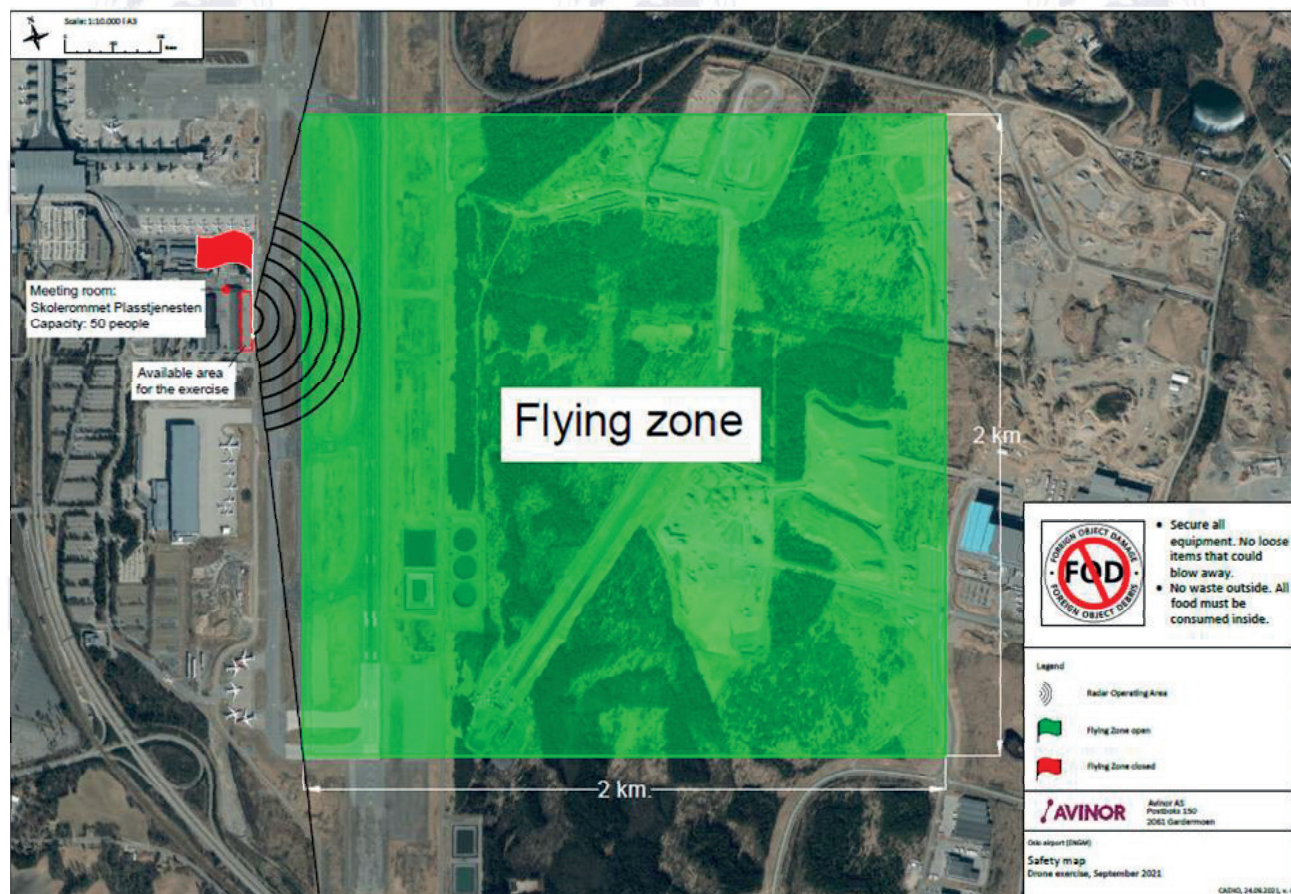 Scale: 1:10.000 i A3
Meeting room:
Skolerommet Plasstjenesten
Capacity: 50 people
Available area
for the exercise
Flying zone
2 km.
2 km.
FOREIGN OBJECT DAMAGE
FOD
FOREIGN OBJECT DEBRIS
• Secure all
equipment. No loose
items that could
blow away.
• No waste outside. All
food must be
consumed inside.
Legend
Radar Operating Area
Flying Zone open
Flying Zone closed
AVINOR
Avinor AS
Postboks 150
2061 Gardermoen
Oslo airport (ENGM)
Safety map
Drone exercise, September 2021
24.09.2021, v.